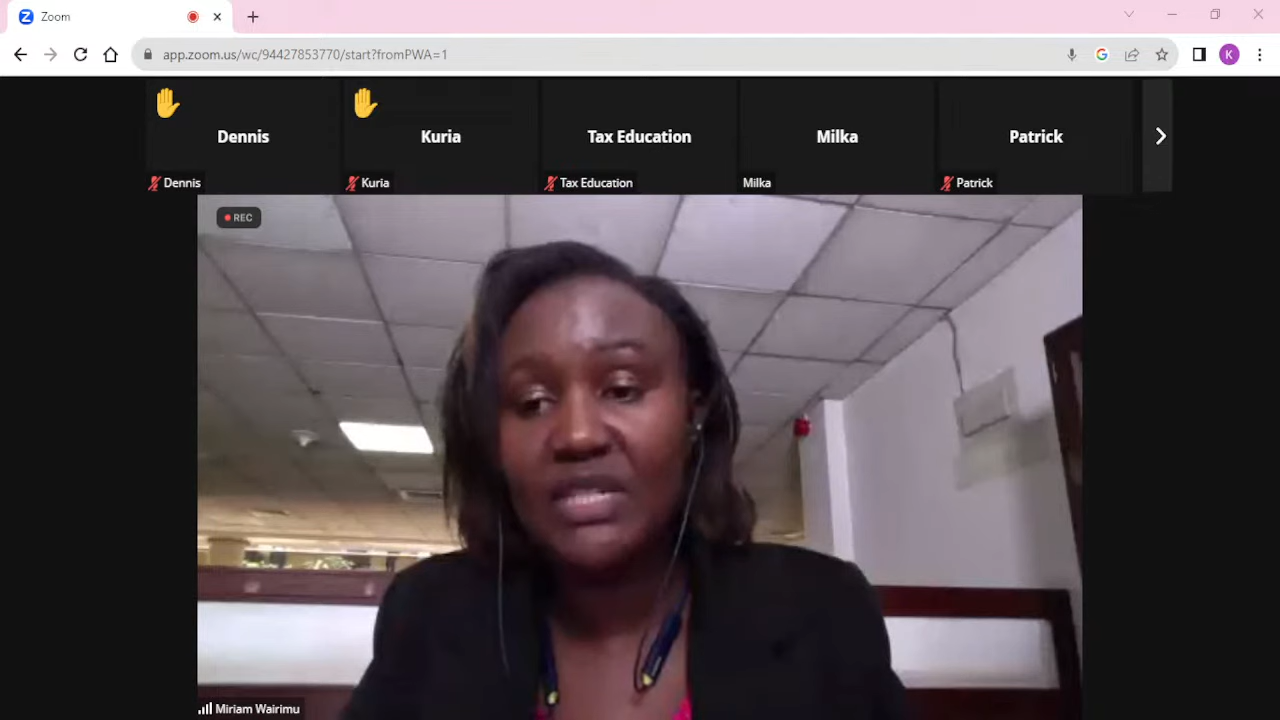 Zoom
app.zoom.us/wc/94427853770/start?fromPWA=1
K
Dennis
Kuria
Tax Education
Milka
Patrick
Dennis
Kuria
Tax Education
Milka
Patrick
REC
Miriam Wairimu